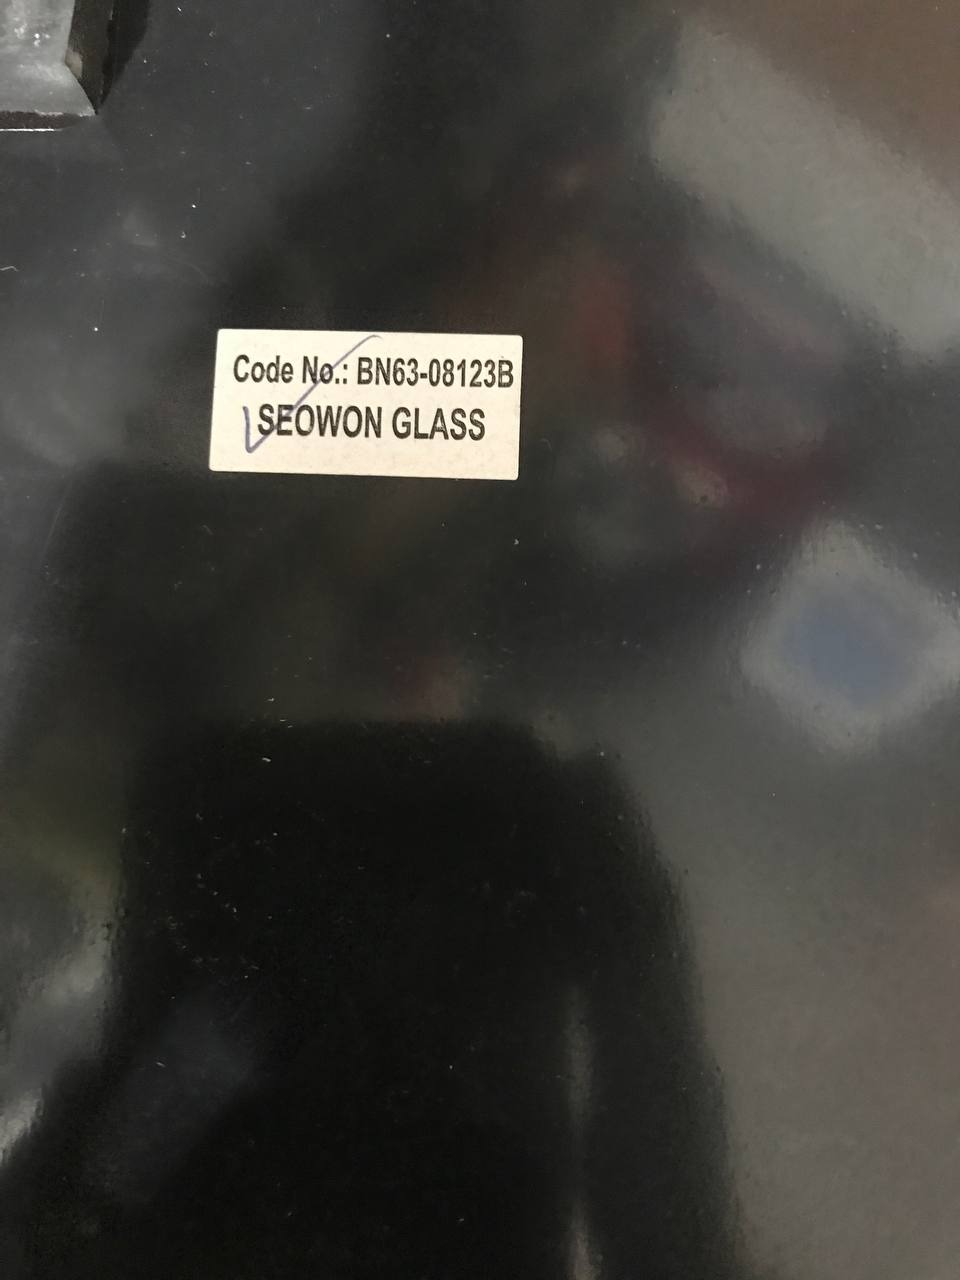 Code No.: BN63-08123B
SEOWON GLASS